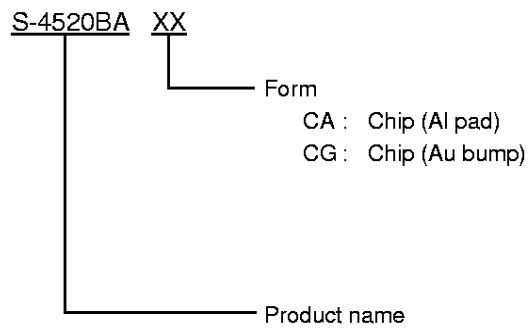 S-4520BA XX
Form
CA : Chip (Al pad)
CG : Chip (Au bump)
Product name